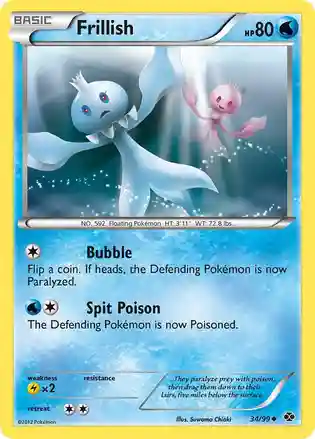 BASIC
Frillish
HP80
NO. 592 Floating Pokémon HT: 3'11" WT: 72.8 lbs.
Bubble
Flip a coin. If heads, the Defending Pokémon is now
Paralyzed.
Spit Poison
The Defending Pokémon is now Poisoned.
weakness
resistance
×2
retreat
They paralyze prey with poison,
then drag them down to their
lairs, five miles below the surface.
Illus. Suwama Chiaki
34/99
©2012 Pokémon